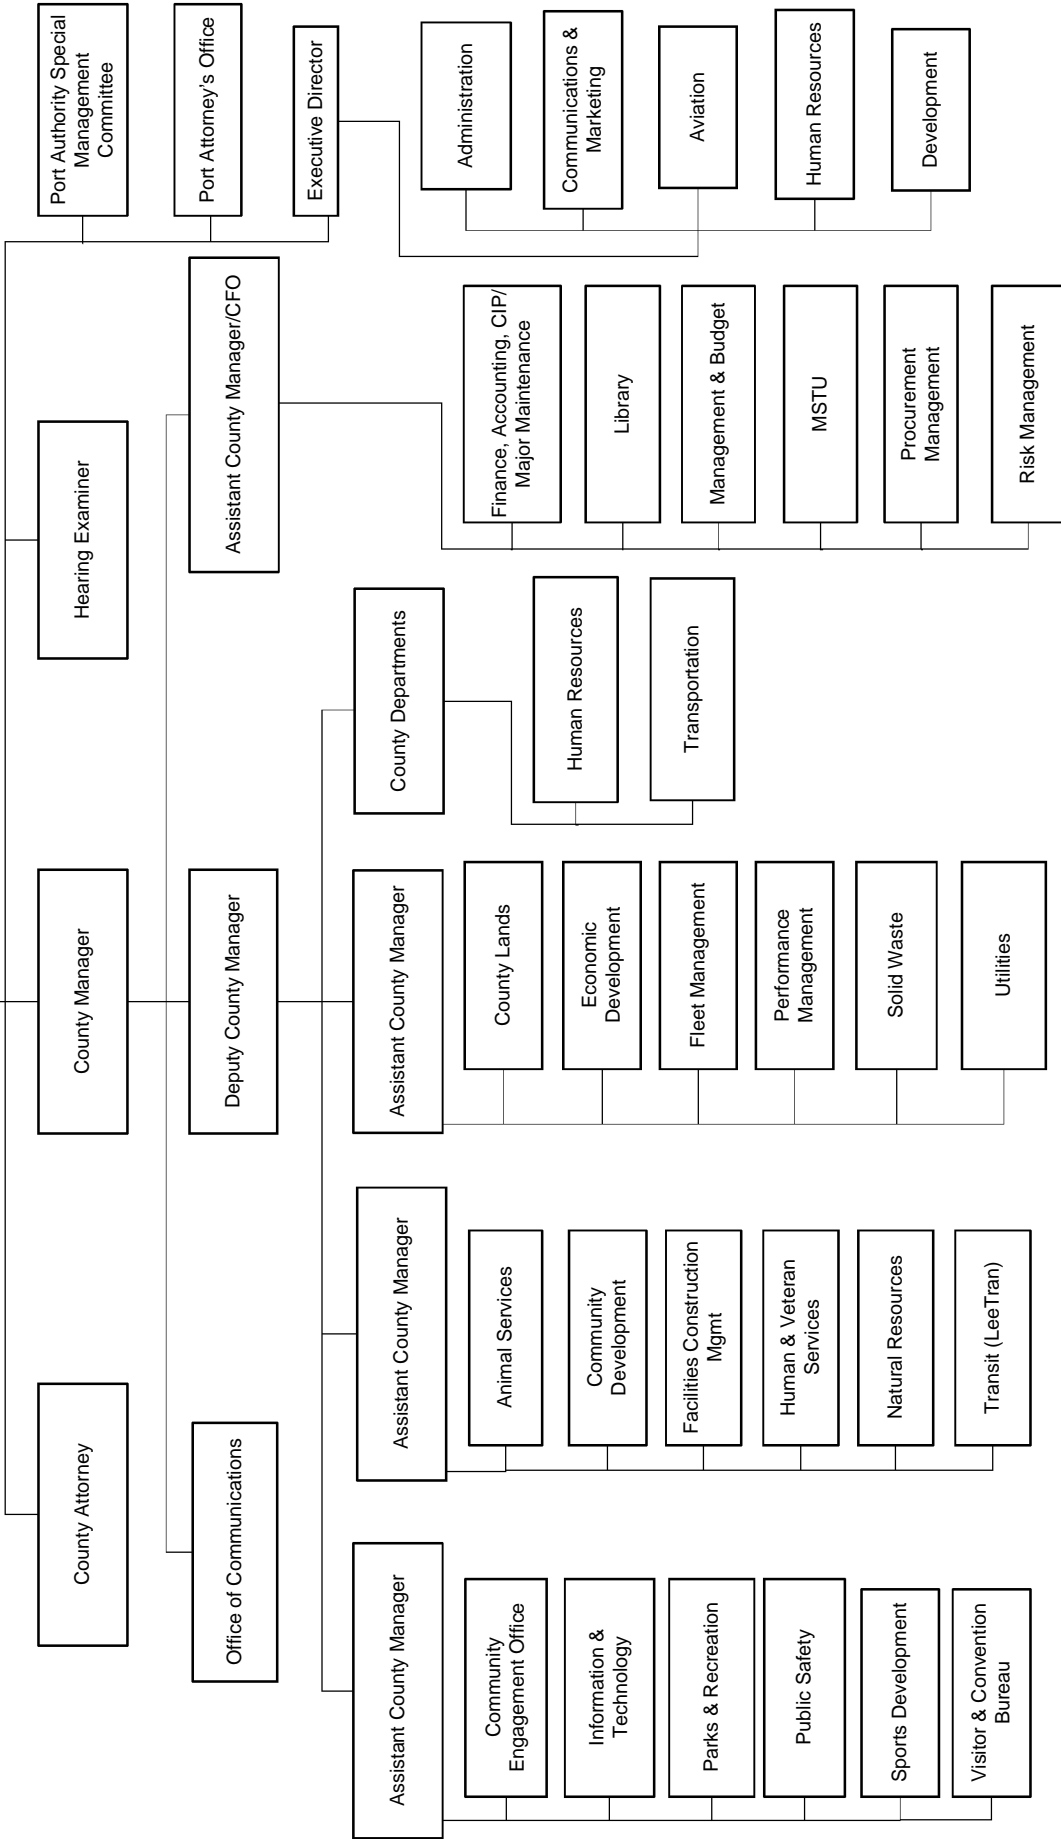 County Attorney
County Manager
Hearing Examiner
Port Authority Special
Management
Committee
Port Attorney's Office
Executive Director
Office of Communications
Deputy County Manager
Assistant County Manager/CFO
Assistant County Manager
Assistant County Manager
Assistant County Manager
County Departments
Community
Engagement Office
Information &
Technology
Parks & Recreation
Public Safety
Sports Development
Visitor & Convention
Bureau
Animal Services
Community
Development
Facilities Construction
Mgmt
Human & Veteran
Services
Natural Resources
Transit (LeeTran)
County Lands
Economic
Development
Fleet Management
Performance
Management
Solid Waste
Utilities
Human Resources
Transportation
Finance, Accounting, CIP/
Major Maintenance
Library
Management & Budget
MSTU
Procurement
Management
Risk Management
Administration
Communications &
Marketing
Aviation
Human Resources
Development